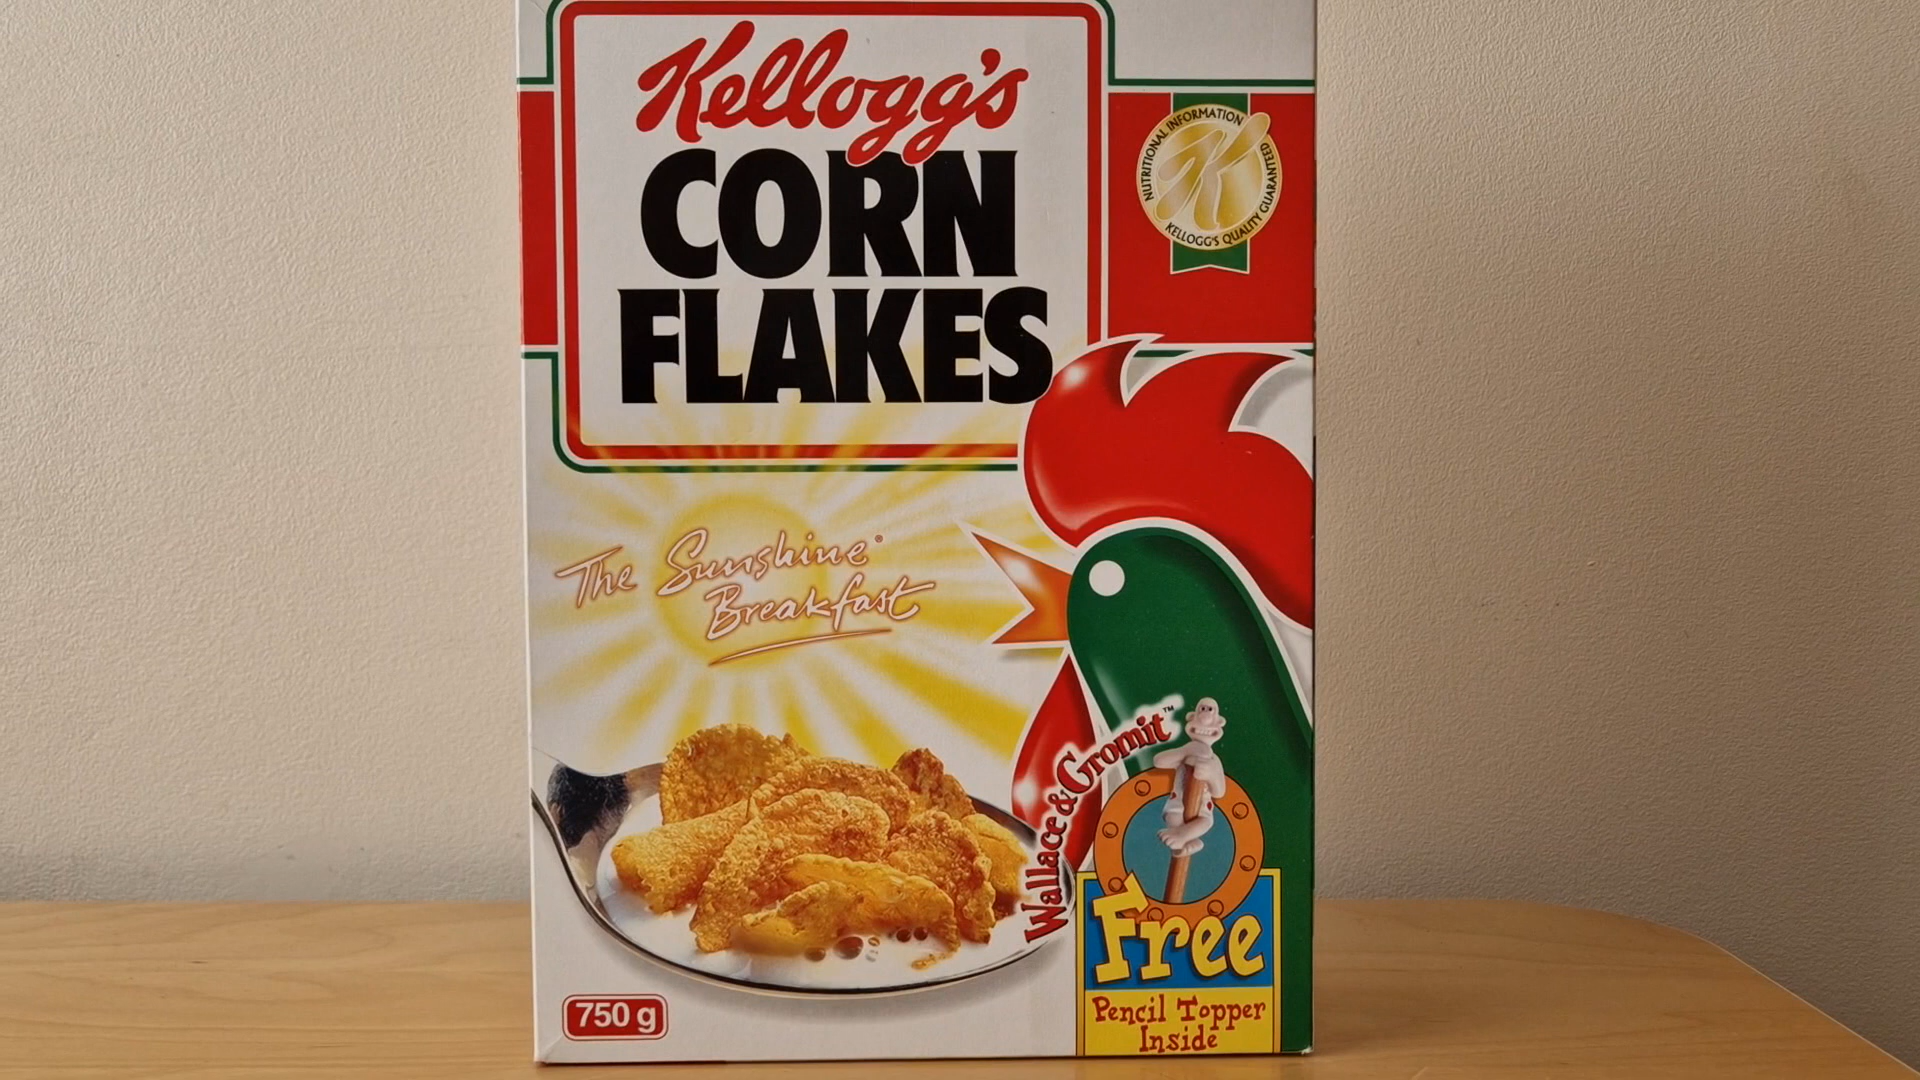 Kellogg's
CORN
FLAKES
NUTRITIONAL INFORMATION
K
KELLOGG'S QUALITY GUARANTEED
The Sunshine®
Breakfast
Wallace & Gromit™
Free
Pencil Topper
Inside
750 g